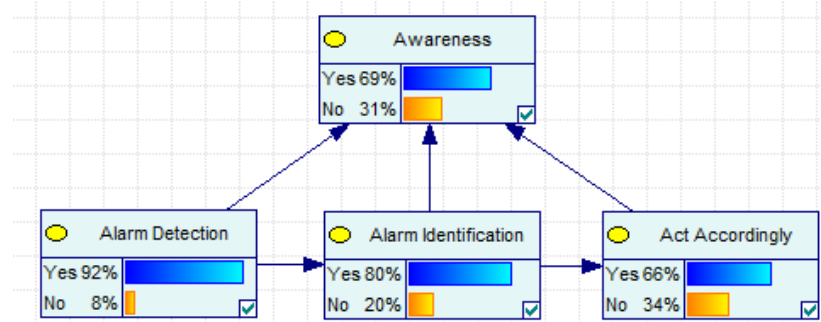 Awareness
Yes 69%
No 31%
Alarm Detection
Yes 92%
No 8%
Alarm Identification
Yes 80%
No 20%
Act Accordingly
Yes 66%
No 34%